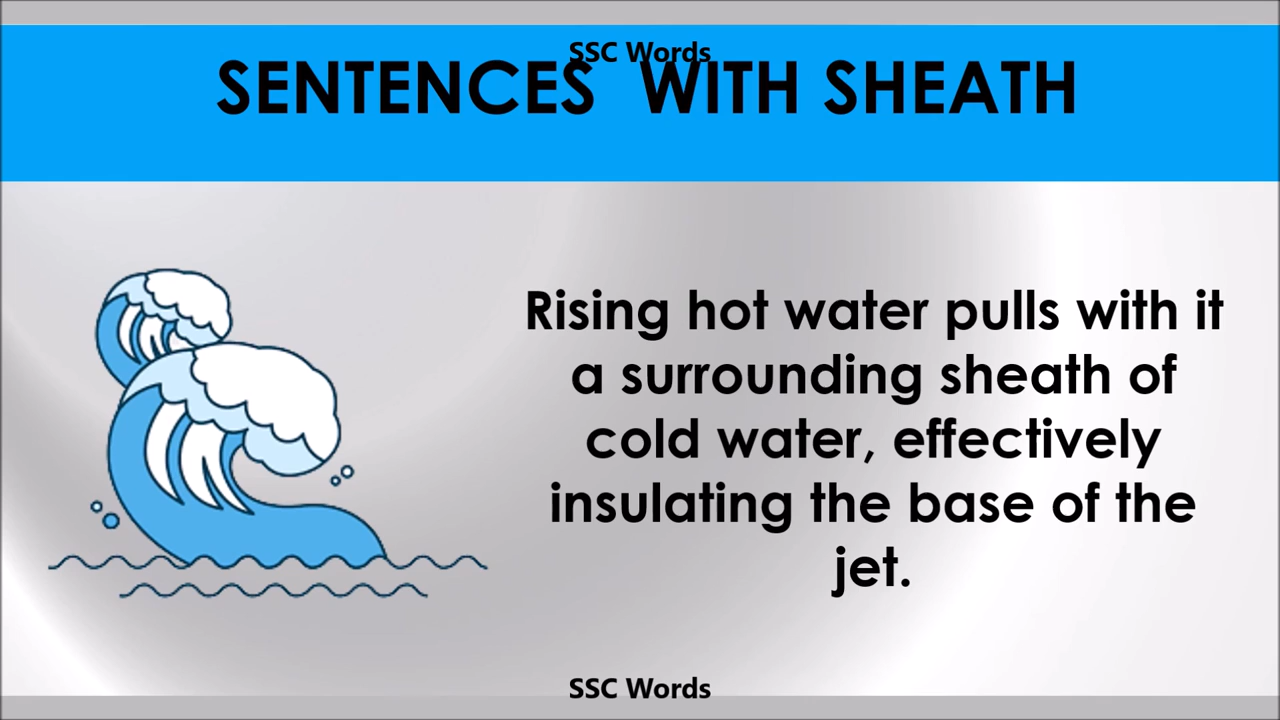 SSC Words
SENTENCES WITH SHEATH
Rising hot water pulls with it
a surrounding sheath of
cold water, effectively
insulating the base of the
jet.
SSC Words